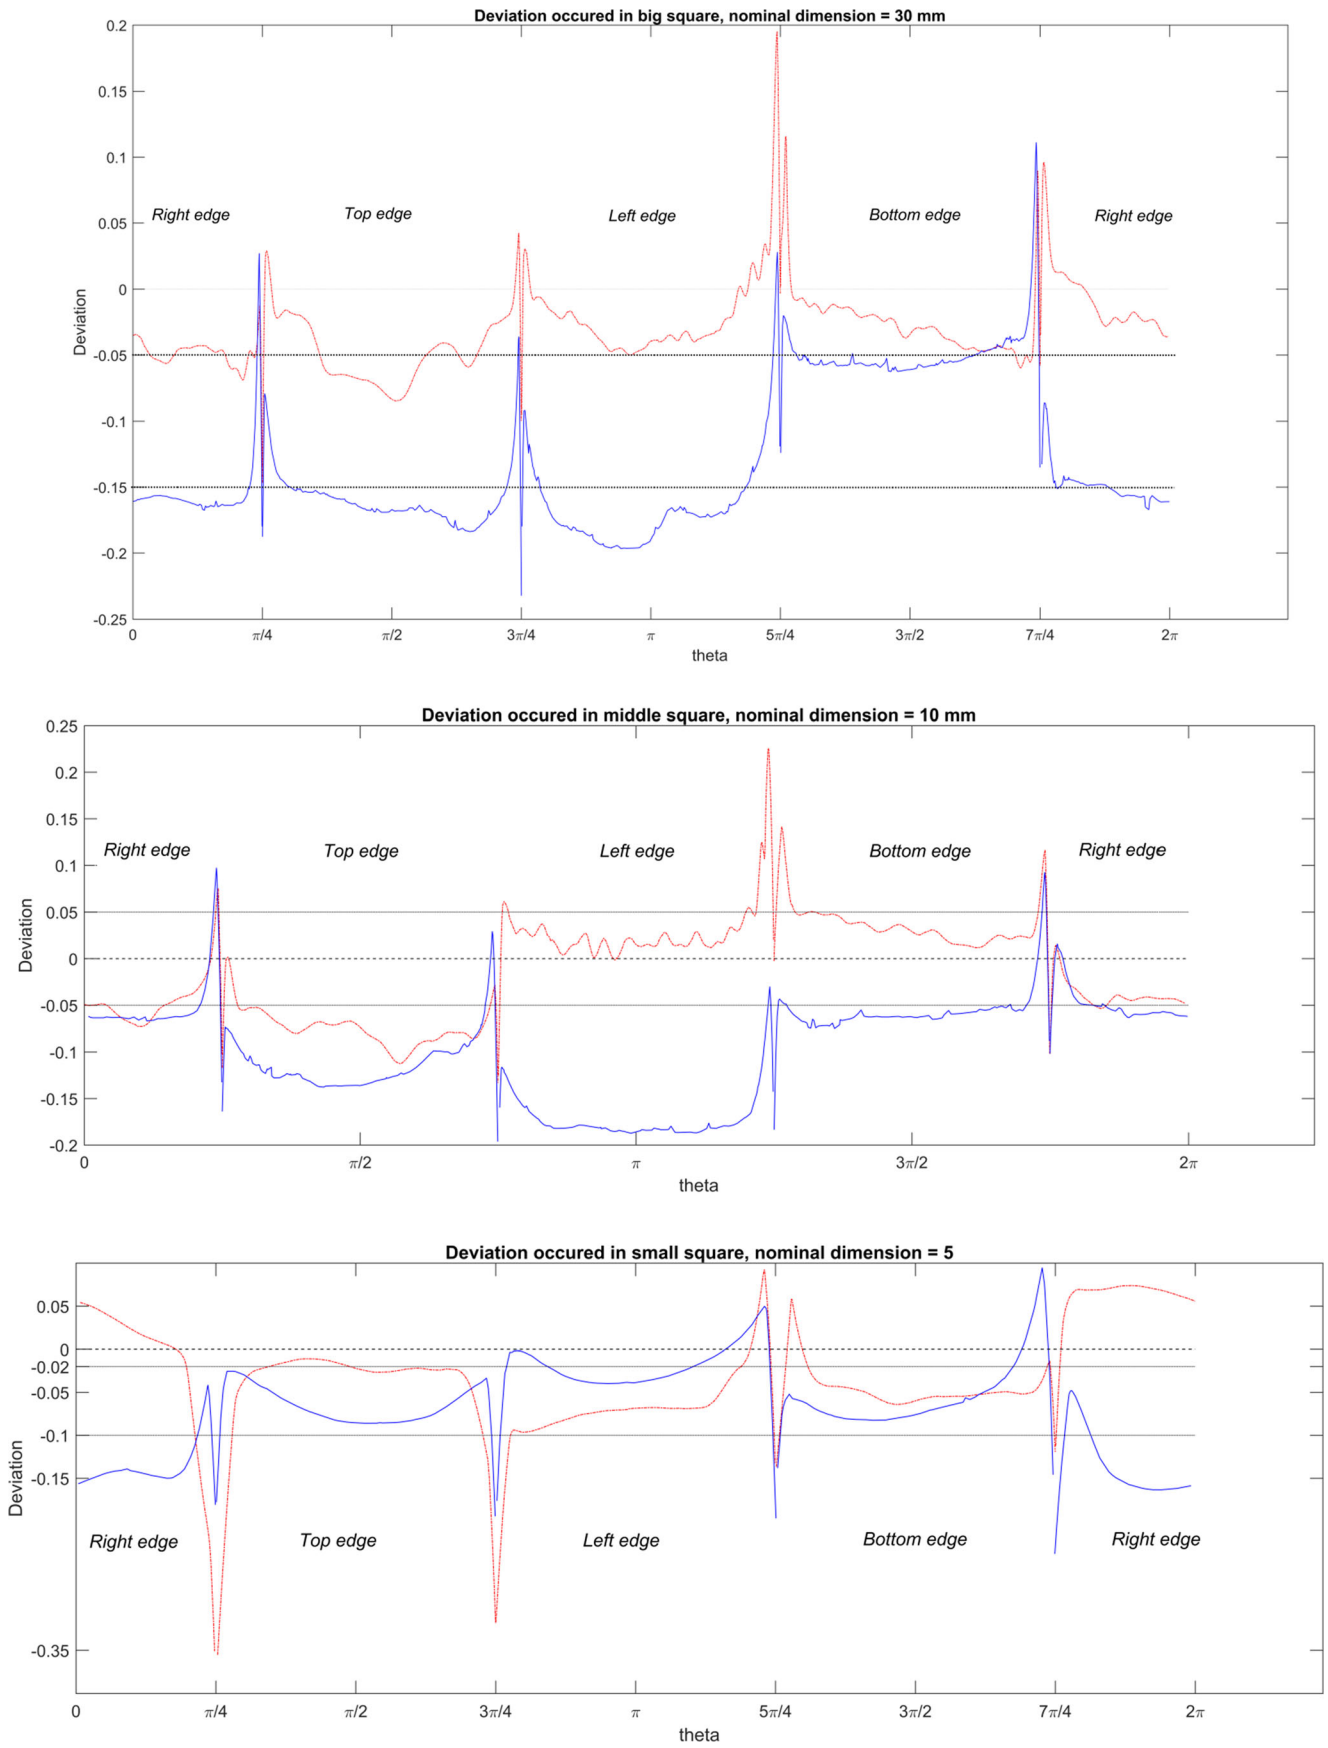 Deviation occured in big square, nominal dimension = 30 mm
0.2
0.15
0.1
0.05
0
-0.05
-0.1
-0.15
-0.2
-0.25
Deviation
Right edge Top edge Left edge Bottom edge Right edge
0 π/4 π/2 3π/4 π 5π/4 3π/2 7π/4 2π
theta
Deviation occured in middle square, nominal dimension = 10 mm
0.25
0.2
0.15
0.1
0.05
0
-0.05
-0.1
-0.15
-0.2
Deviation
Right edge Top edge Left edge Bottom edge Right edge
0 π/2 π 3π/2 2π
theta
Deviation occured in small square, nominal dimension = 5
0.05
0
-0.02
-0.05
-0.1
-0.15
-0.35
Deviation
Right edge Top edge Left edge Bottom edge Right edge
0 π/4 π/2 3π/4 π 5π/4 3π/2 7π/4 2π
theta